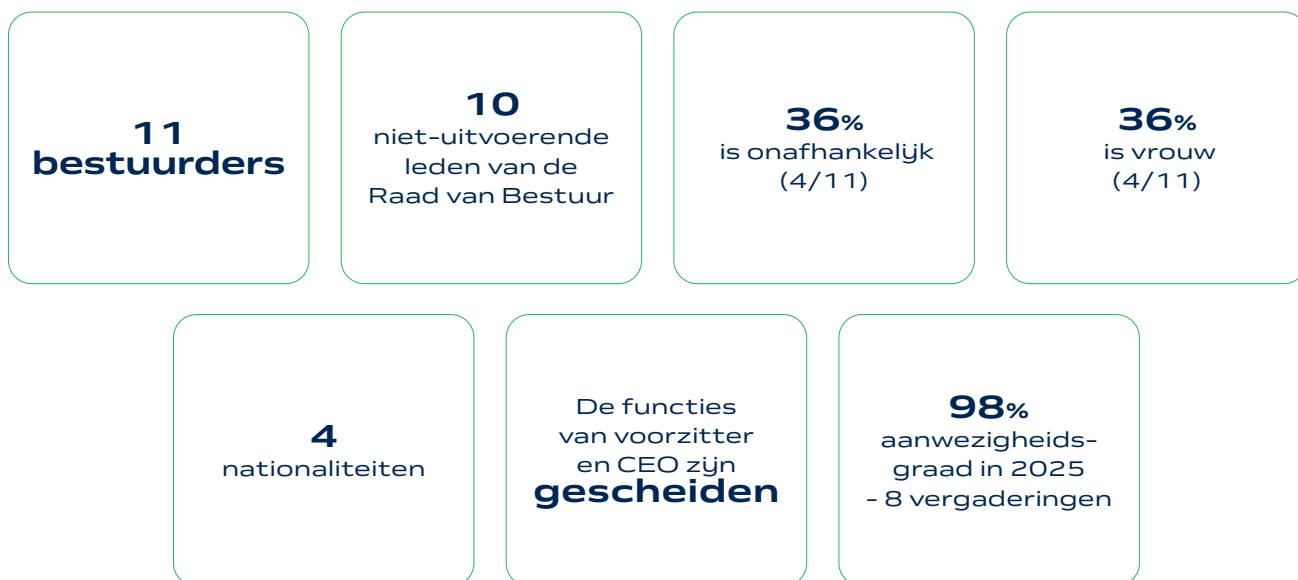 11
bestuurders
10
niet-uitvoerende
leden van de
Raad van Bestuur
36%
is onafhankelijk
(4/11)
36%
is vrouw
(4/11)
4
nationaliteiten
De functies
van voorzitter
en CEO zijn
gescheiden
98%
aanwezigheids-
graad in 2025
- 8 vergaderingen